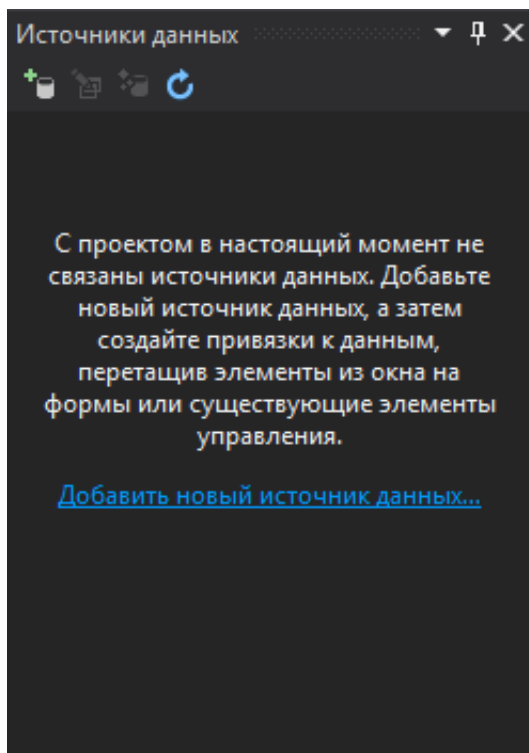 Источники данных
С проектом в настоящий момент не
связаны источники данных. Добавьте
новый источник данных, а затем
создайте привязки к данным,
перетащив элементы из окна на
формы или существующие элементы
управления.
Добавить новый источник данных...